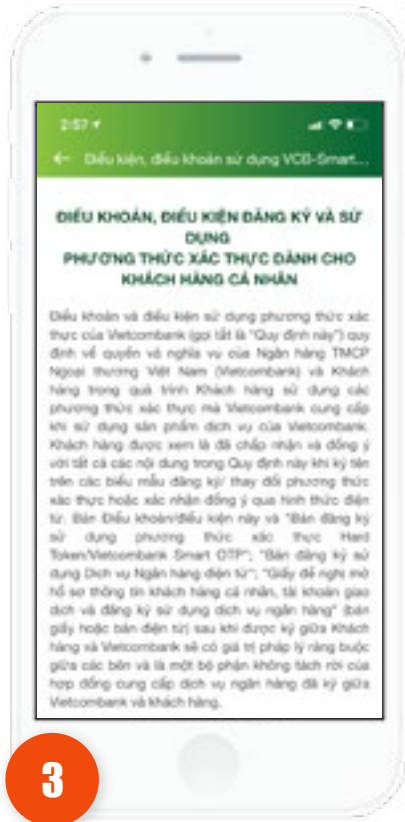 2:57
← Điều kiện, điều khoản sử dụng VCB-Smart...
ĐIỀU KHOẢN, ĐIỀU KIỆN ĐĂNG KÝ VÀ SỬ
DỤNG
PHƯƠNG THỨC XÁC THỰC DÀNH CHO
KHÁCH HÀNG CÁ NHÂN
Điều khoản và điều kiện sử dụng phương thức xác
thực của Vietcombank (gọi tắt là "Quy định này") quy
định về quyền và nghĩa vụ của Ngân hàng TMCP
Ngoại thương Việt Nam (Vietcombank) và Khách
hàng trong quá trình Khách hàng sử dụng các
phương thức xác thực mà Vietcombank cung cấp
khi sử dụng sản phẩm dịch vụ của Vietcombank.
Khách hàng được xem là đã chấp nhận và đồng ý
với tất cả các nội dung trong Quy định này khi ký tên
trên các biểu mẫu đăng ký/ thay đổi phương thức
xác thực hoặc xác nhận đồng ý qua hình thức điện
tử. Bản Điều khoản/điều kiện này và "Bản đăng ký
sử dụng phương thức xác thực Hard
Token/Vietcombank Smart OTP"; "Bản đăng ký sử
dụng Dịch vụ Ngân hàng điện tử"; "Giấy đề nghị mở
hồ sơ thông tin khách hàng cá nhân, tài khoản giao
dịch và đăng ký sử dụng dịch vụ ngân hàng" (bản
giấy hoặc bản điện tử) sau khi được ký giữa Khách
hàng và Vietcombank sẽ có giá trị pháp lý ràng buộc
giữa các bên và là một bộ phận không tách rời của
hợp đồng cung cấp dịch vụ ngân hàng đã ký giữa
Vietcombank và khách hàng.
3